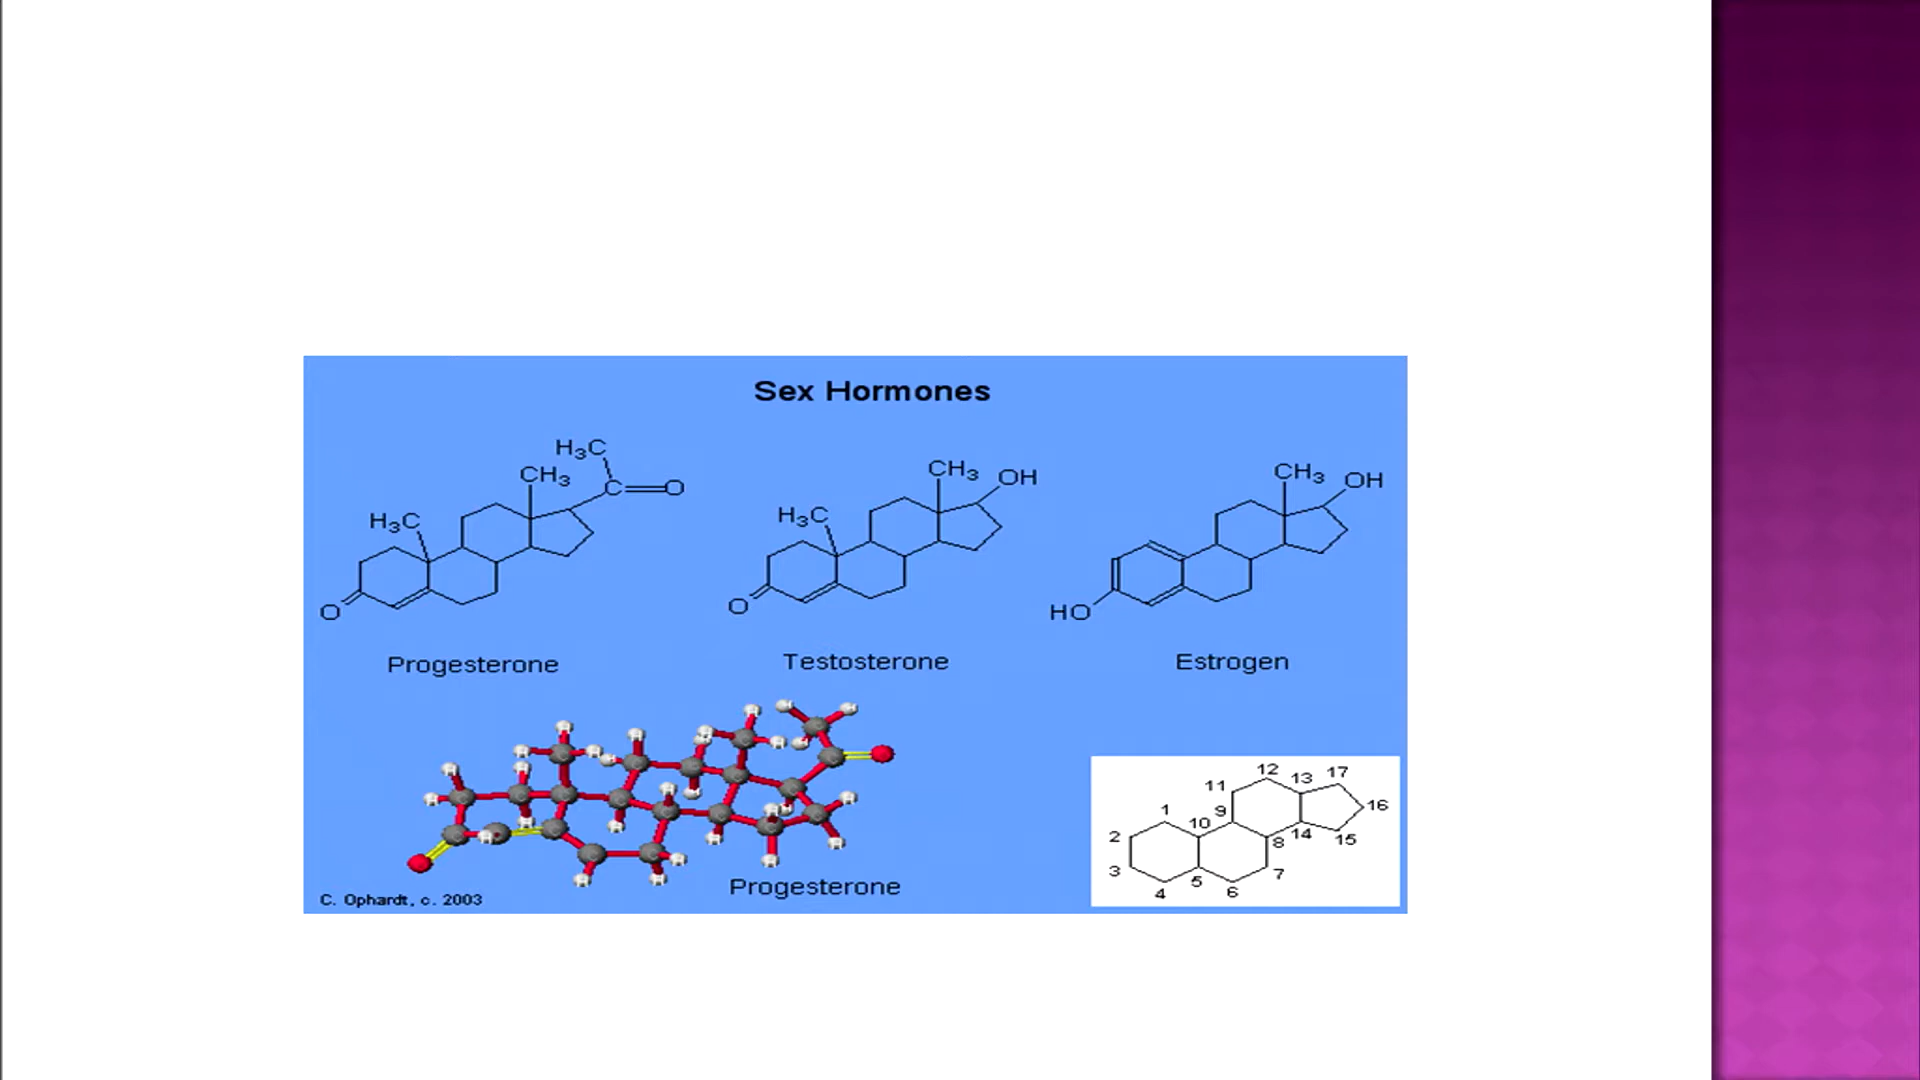 Sex Hormones
H₃C
CH₃
C
O
H₃C
O
Progesterone
CH₃
OH
H₃C
O
Testosterone
CH₃
OH
HO
Estrogen
H H H H H H H H H H H H H H H H H H H H H H H H H H H H
Progesterone
C. Ophardt, c. 2003
12
13
17
11
16
1
9
10
2
14
15
8
3
5
7
4
6